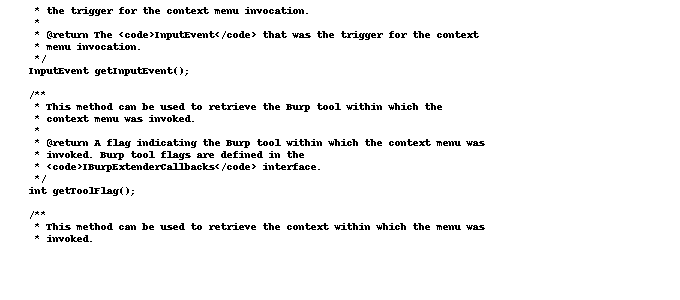 * the trigger for the context menu invocation.
*
* @return The <code>InputEvent</code> that was the trigger for the context
* menu invocation.
*/
InputEvent getInputEvent();
/**
* This method can be used to retrieve the Burp tool within which the
* context menu was invoked.
*
* @return A flag indicating the Burp tool within which the context menu was
* invoked. Burp tool flags are defined in the
* <code>IBurpExtenderCallbacks</code> interface.
*/
int getToolFlag();
/**
* This method can be used to retrieve the context within which the menu was
* invoked.